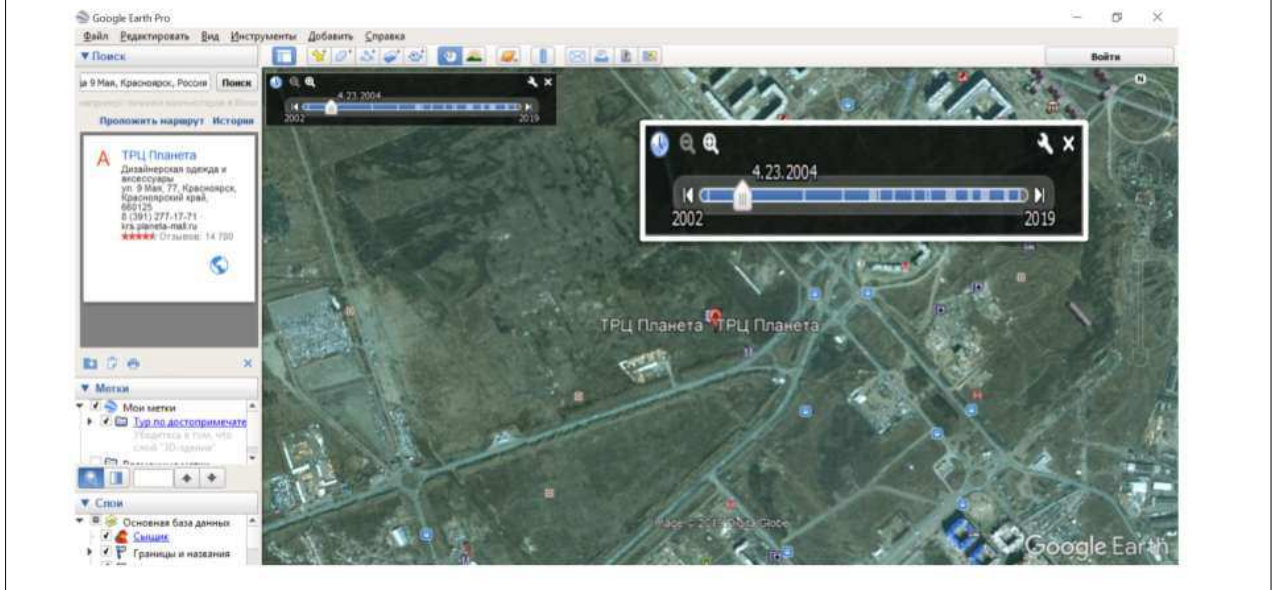 Google Earth Pro
Файл Редактировать Вид Инструменты Добавить Справка
Поиск
Войти
а 9 Мая, Красноярск, Россия Поиск
Проложить маршрут История
A ТРЦ Планета
Дизайнерская одежда и
аксессуары
ул. 9 Мая, 77, Красноярск,
Красноярский край,
660125
8 (391) 277-17-71
krs.planeta-mall.ru
Отзывов: 14 780
Метки
Мои метки
Тур по достопримечате
Убедитесь в том, что
слой "3D-здания"
Слои
Основная база данных
Сыщик
Границы и названия
4.23.2004
2002 2019
4.23.2004
2002 2019
N
ТРЦ Планета ТРЦ Планета
Google Earth